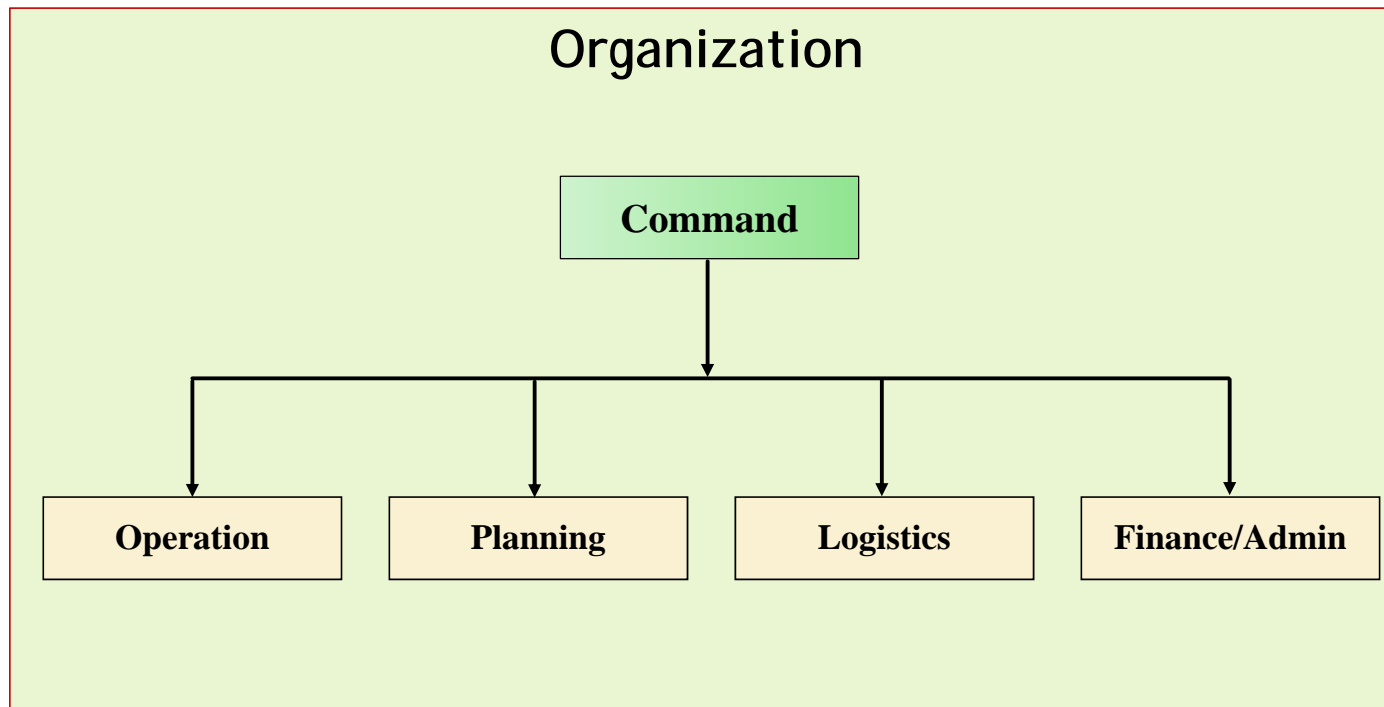 Organization
Command
Operation
Planning
Logistics
Finance/Admin